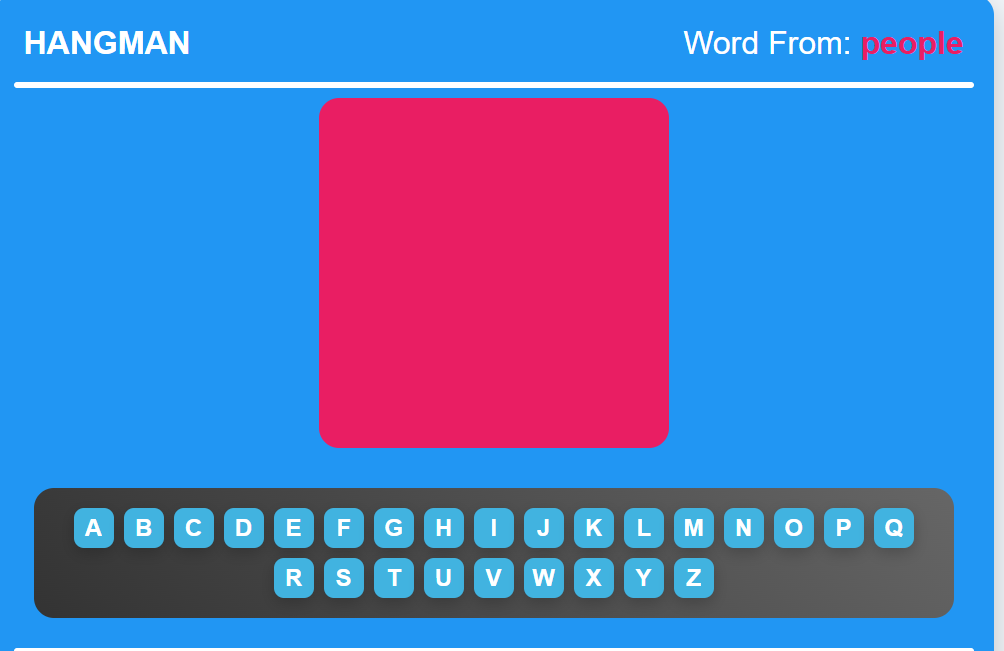 HANGMAN Word From: people
A B C D E F G H I J K L M N O P Q
R S T U V W X Y Z